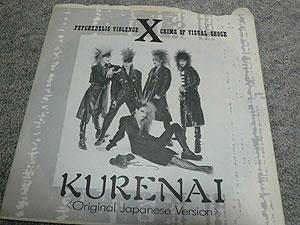 PSYCHEDELIC VIOLENCE X CRIME OF VISUAL SHOCK
KURENAI
<Original Japanese Version>